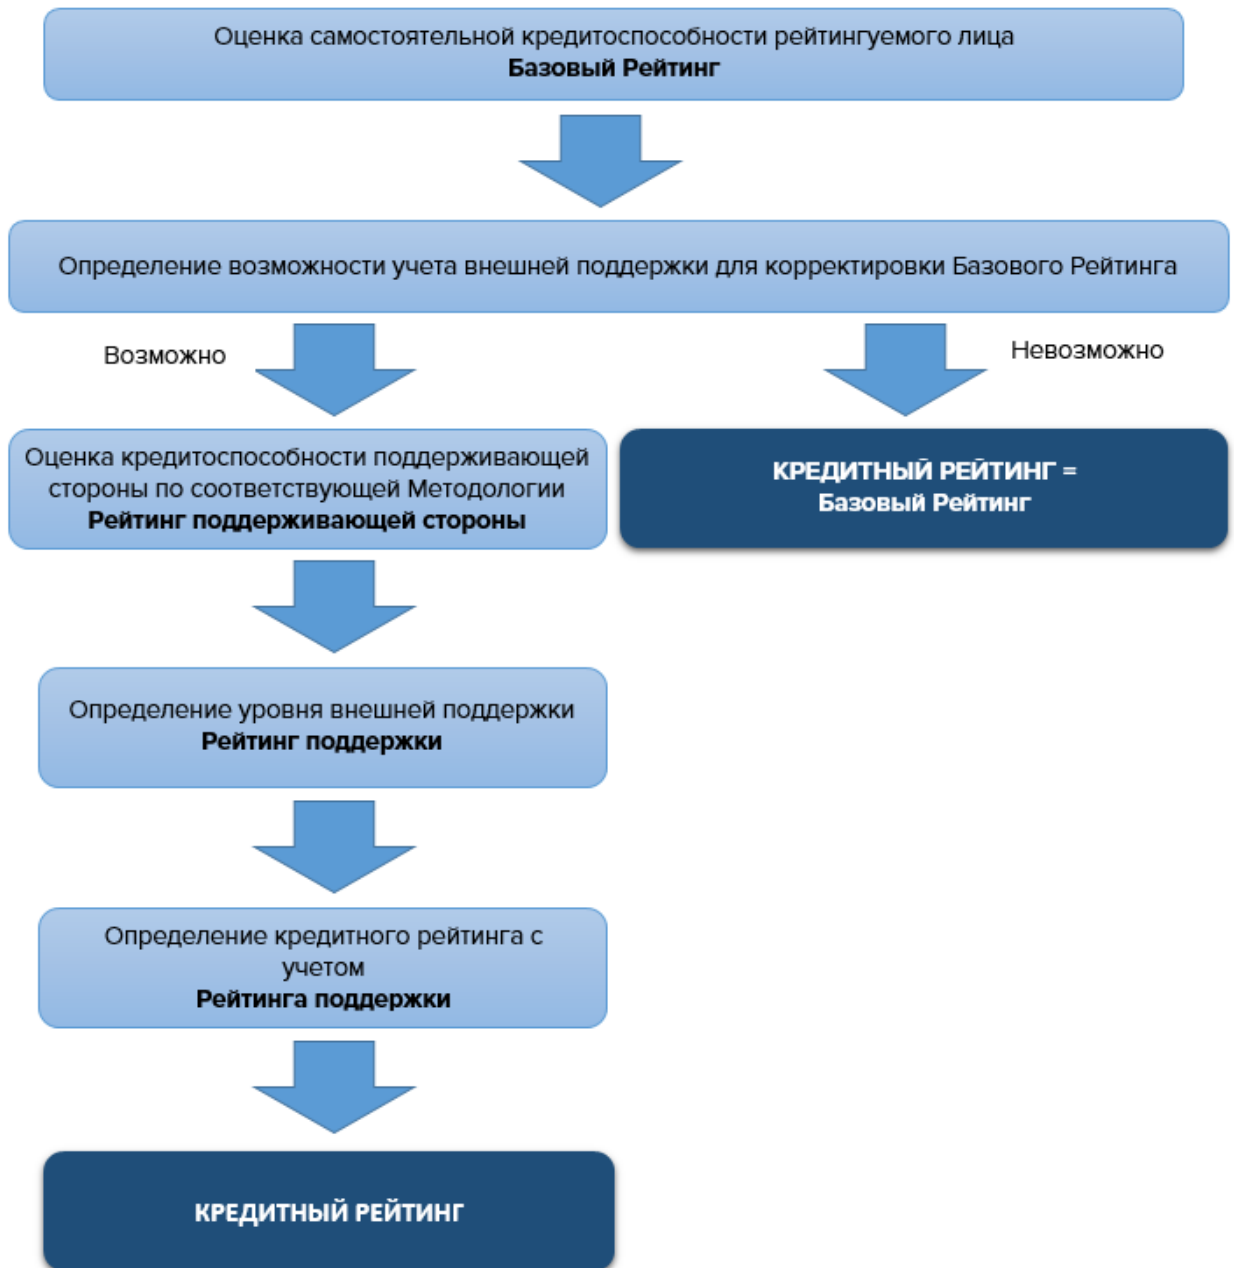 Оценка самостоятельной кредитоспособности рейтингуемого лица
Базовый Рейтинг
Определение возможности учета внешней поддержки для корректировки Базового Рейтинга
Возможно
Невозможно
Оценка кредитоспособности поддерживающей
стороны по соответствующей Методологии
Рейтинг поддерживающей стороны
КРЕДИТНЫЙ РЕЙТИНГ =
Базовый Рейтинг
Определение уровня внешней поддержки
Рейтинг поддержки
Определение кредитного рейтинга с
учетом
Рейтинга поддержки
КРЕДИТНЫЙ РЕЙТИНГ